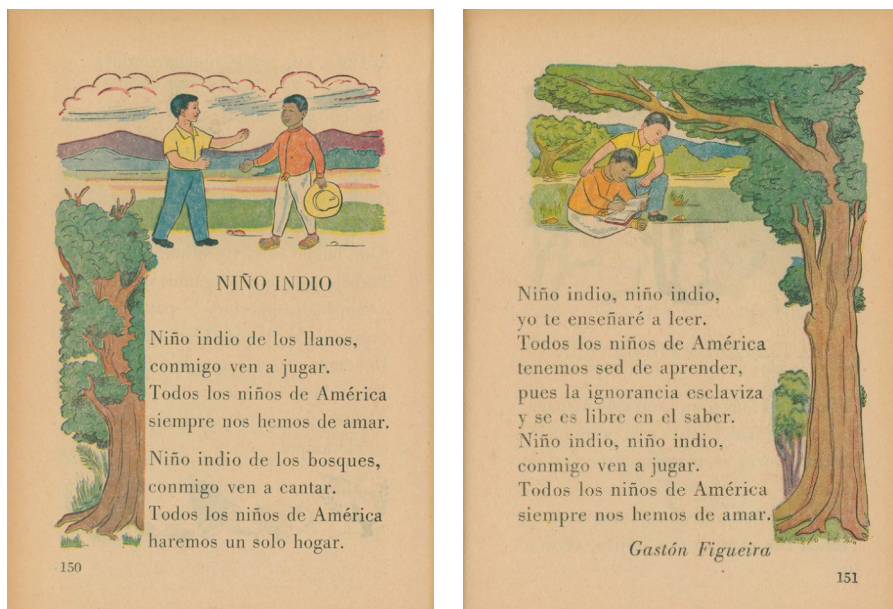 NIÑO INDIO
Niño indio de los llanos,
conmigo ven a jugar.
Todos los niños de América
siempre nos hemos de amar.
Niño indio de los bosques,
conmigo ven a cantar.
Todos los niños de América
haremos un solo hogar.
150
Niño indio, niño indio,
yo te enseñaré a leer.
Todos los niños de América
tenemos sed de aprender,
pues la ignorancia esclaviza
y se es libre en el saber.
Niño indio, niño indio,
conmigo ven a jugar.
Todos los niños de América
siempre nos hemos de amar.
Gastón Figueira
151